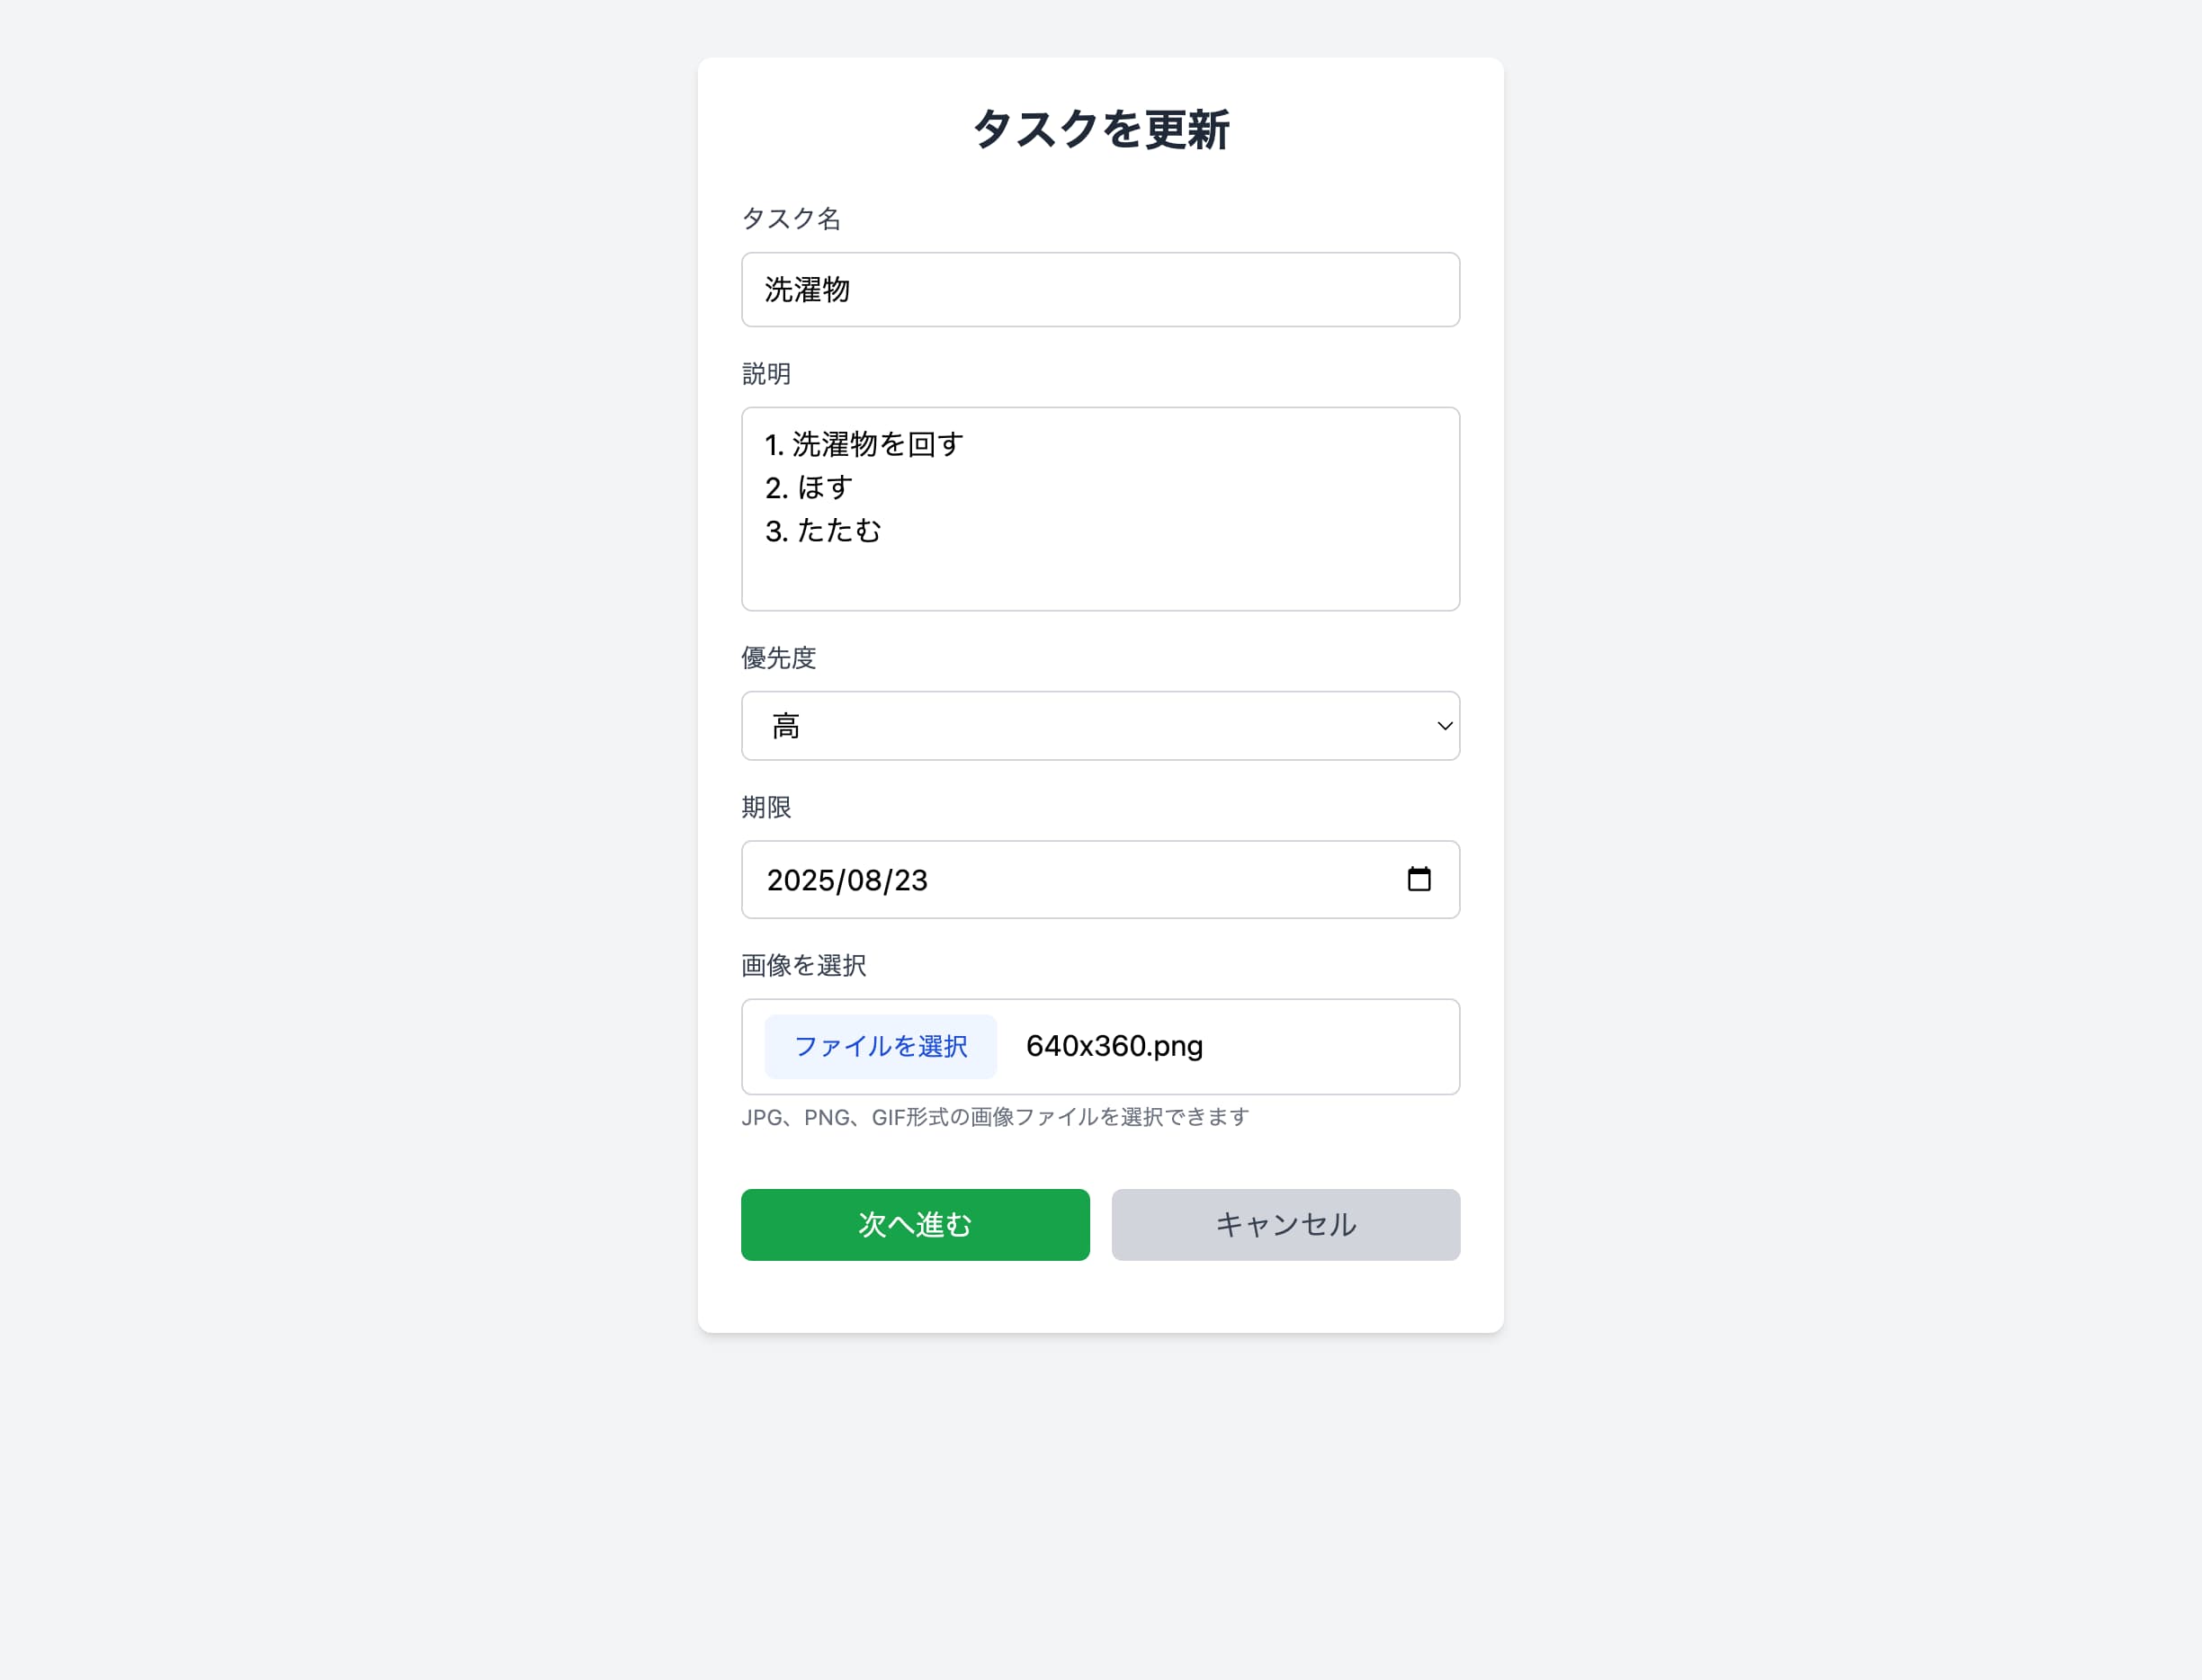 タスクを更新
タスク名
洗濯物
説明
1. 洗濯物を回す
2. ほす
3. たたむ
優先度
高
期限
2025/08/23
画像を選択
ファイルを選択 640x360.png
JPG、PNG、GIF形式の画像ファイルを選択できます
次へ進む キャンセル